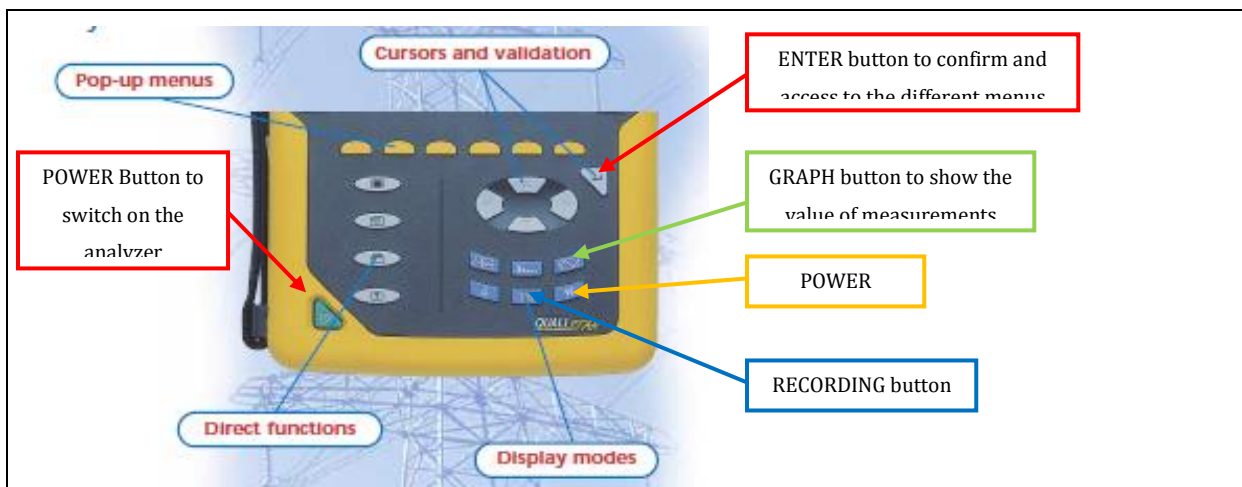 Cursors and validation
Pop-up menus
ENTER button to confirm and
access to the different menus
POWER Button to
switch on the
analyzer
GRAPH button to show the
value of measurements
POWER
QUALISTAR
RECORDING button
Direct functions
Display modes